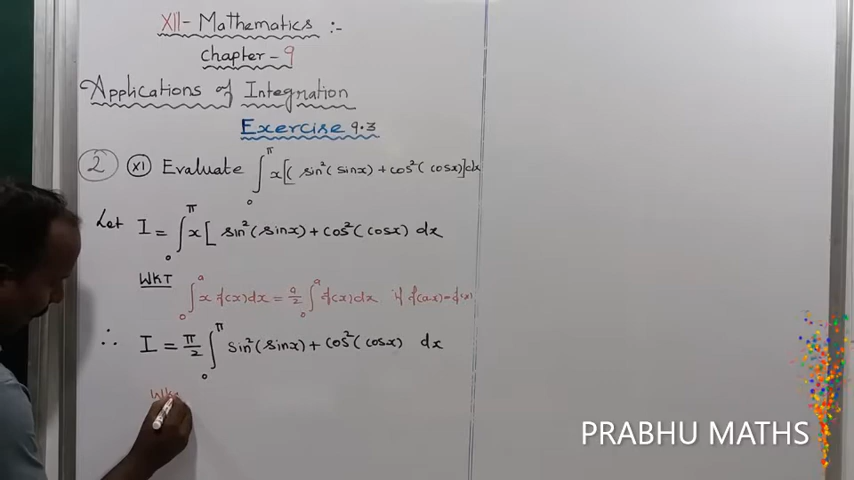 XII- Mathematics :-
Chapter - 9
Applications of Integration
Exercise 9.3
2 (xi) Evaluate ∫₀^π x[( sin²(sinx) + cos²(cosx)]dx
Let I = ∫₀^π x[ sin²(sinx) + cos²(cosx) dx
WKT ∫₀^a x f(x)dx = a/2 ∫₀^a f(x)dx if f(a-x) = f(x)
∴ I = π/2 ∫₀^π sin²(sinx) + cos²(cosx) dx
PRABHU MATHS